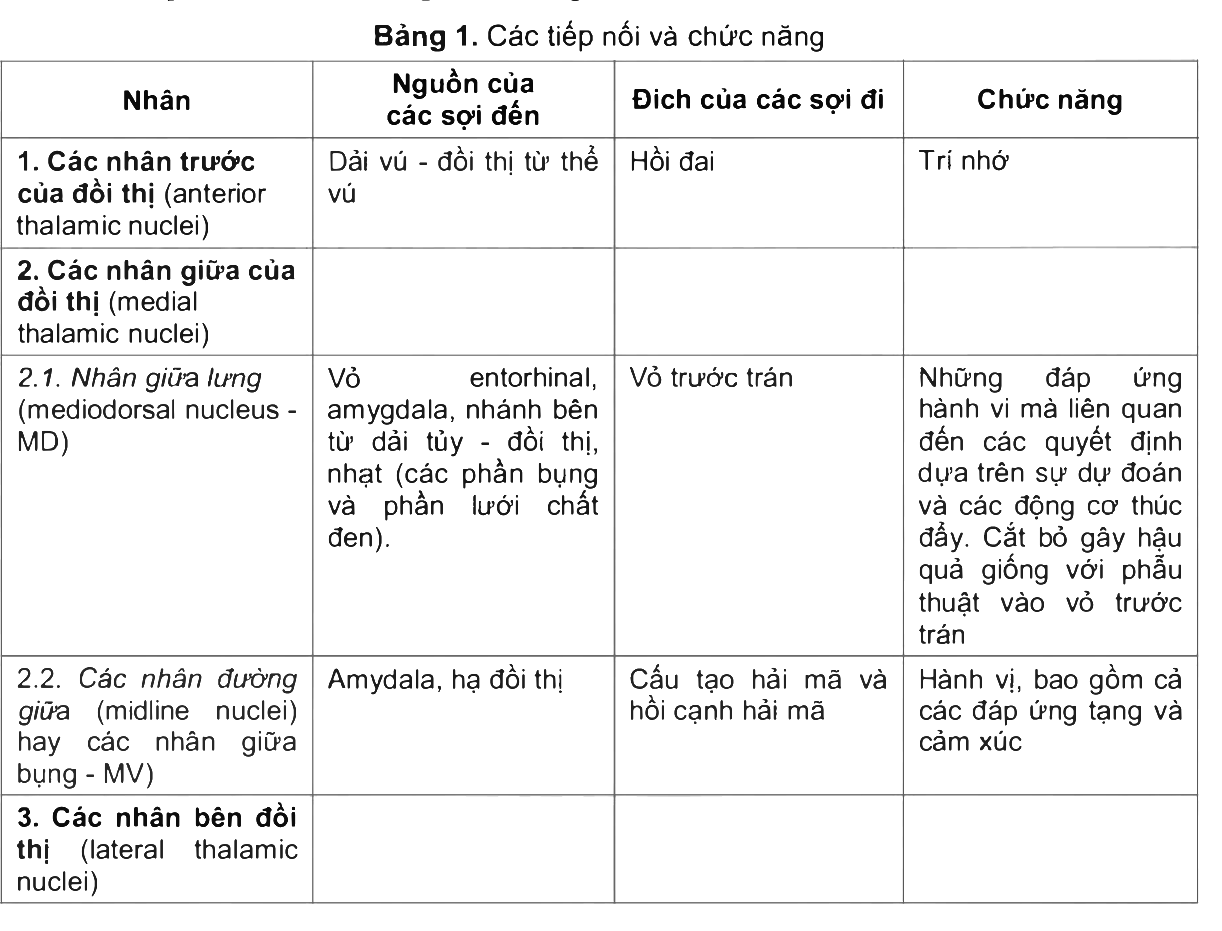 Bảng 1. Các tiếp nối và chức năng
Nhân
Nguồn của
các sợi đến
Đich của các sợi đi
Chức năng
1. Các nhân trước
của đồi thị (anterior
thalamic nuclei)
Dải vú - đồi thị từ thể
vú
Hồi đai
Trí nhớ
2. Các nhân giữa của
đồi thị (medial
thalamic nuclei)
2.1. Nhân giữa lưng
(mediodorsal nucleus -
MD)
Vỏ entorhinal,
amygdala, nhánh bên
từ dải tủy - đồi thị,
nhạt (các phần bụng
và phần lưới chất
đen).
Vỏ trước trán
Những đáp ứng
hành vi mà liên quan
đến các quyết định
dựa trên sự dự đoán
và các động cơ thúc
đẩy. Cắt bỏ gây hậu
quả giống với phẫu
thuật vào vỏ trước
trán
2.2. Các nhân đường
giữa (midline nuclei)
hay các nhân giữa
bụng - MV)
Amydala, hạ đồi thị
Cấu tạo hải mã và
hồi cạnh hải mã
Hành vị, bao gồm cả
các đáp ứng tạng và
cảm xúc
3. Các nhân bên đồi
thị (lateral thalamic
nuclei)